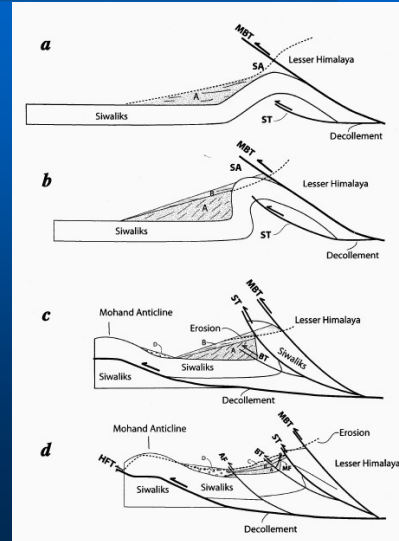 a
MBT
Lesser Himalaya
SA
A
Siwaliks
ST
Decollement
b
MBT
SA
Lesser Himalaya
B
A
Siwaliks
ST
Decollement
c
MBT
ST
Erosion
Lesser Himalaya
Mohand Anticline
D
B
A
BT
Siwaliks
Siwaliks
Siwaliks
Decollement
d
MBT
ST
Erosion
Mohand Anticline
BT
AF
D
MF
Lesser Himalaya
HFT
Siwaliks
Siwaliks
Decollement